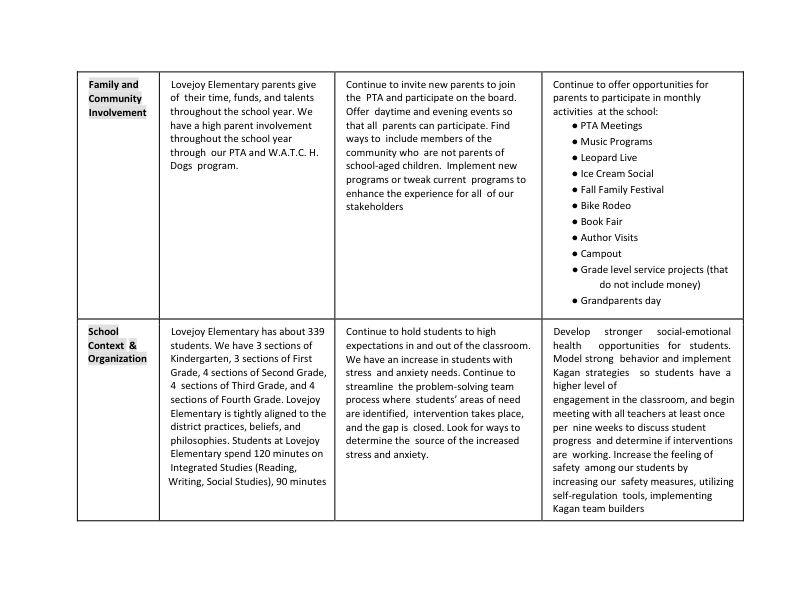 Family and
Community
Involvement
Lovejoy Elementary parents give
of their time, funds, and talents
throughout the school year. We
have a high parent involvement
throughout the school year
through our PTA and W.A.T.C. H.
Dogs program.
Continue to invite new parents to join
the PTA and participate on the board.
Offer daytime and evening events so
that all parents can participate. Find
ways to include members of the
community who are not parents of
school-aged children. Implement new
programs or tweak current programs to
enhance the experience for all of our
stakeholders
Continue to offer opportunities for
parents to participate in monthly
activities at the school:
● PTA Meetings
● Music Programs
● Leopard Live
● Ice Cream Social
● Fall Family Festival
● Bike Rodeo
● Book Fair
● Author Visits
● Campout
● Grade level service projects (that
do not include money)
● Grandparents day
School
Context &
Organization
Lovejoy Elementary has about 339
students. We have 3 sections of
Kindergarten, 3 sections of First
Grade, 4 sections of Second Grade,
4 sections of Third Grade, and 4
sections of Fourth Grade. Lovejoy
Elementary is tightly aligned to the
district practices, beliefs, and
philosophies. Students at Lovejoy
Elementary spend 120 minutes on
Integrated Studies (Reading,
Writing, Social Studies), 90 minutes
Continue to hold students to high
expectations in and out of the classroom.
We have an increase in students with
stress and anxiety needs. Continue to
streamline the problem-solving team
process where students’ areas of need
are identified, intervention takes place,
and the gap is closed. Look for ways to
determine the source of the increased
stress and anxiety.
Develop stronger social-emotional
health opportunities for students.
Model strong behavior and implement
Kagan strategies so students have a
higher level of
engagement in the classroom, and begin
meeting with all teachers at least once
per nine weeks to discuss student
progress and determine if interventions
are working. Increase the feeling of
safety among our students by
increasing our safety measures, utilizing
self-regulation tools, implementing
Kagan team builders